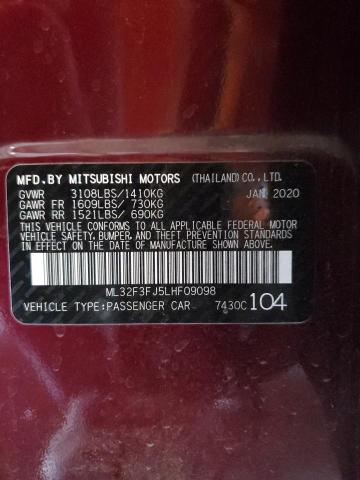 MFD.BY MITSUBISHI MOTORS (THAILAND) CO., LTD.
GVWR 3108LBS/1410KG JAN. 2020
GAWR FR 1609LBS/ 730KG
GAWR RR 1521LBS/ 690KG
THIS VEHICLE CONFORMS TO ALL APPLICABLE FEDERAL MOTOR
VEHICLE SAFETY, BUMPER, AND THEFT PREVENTION STANDARDS
IN EFFECT ON THE DATE OF MANUFACTURE SHOWN ABOVE.
ML32F3FJ5LHF09098
VEHICLE TYPE:PASSENGER CAR 7430C 104